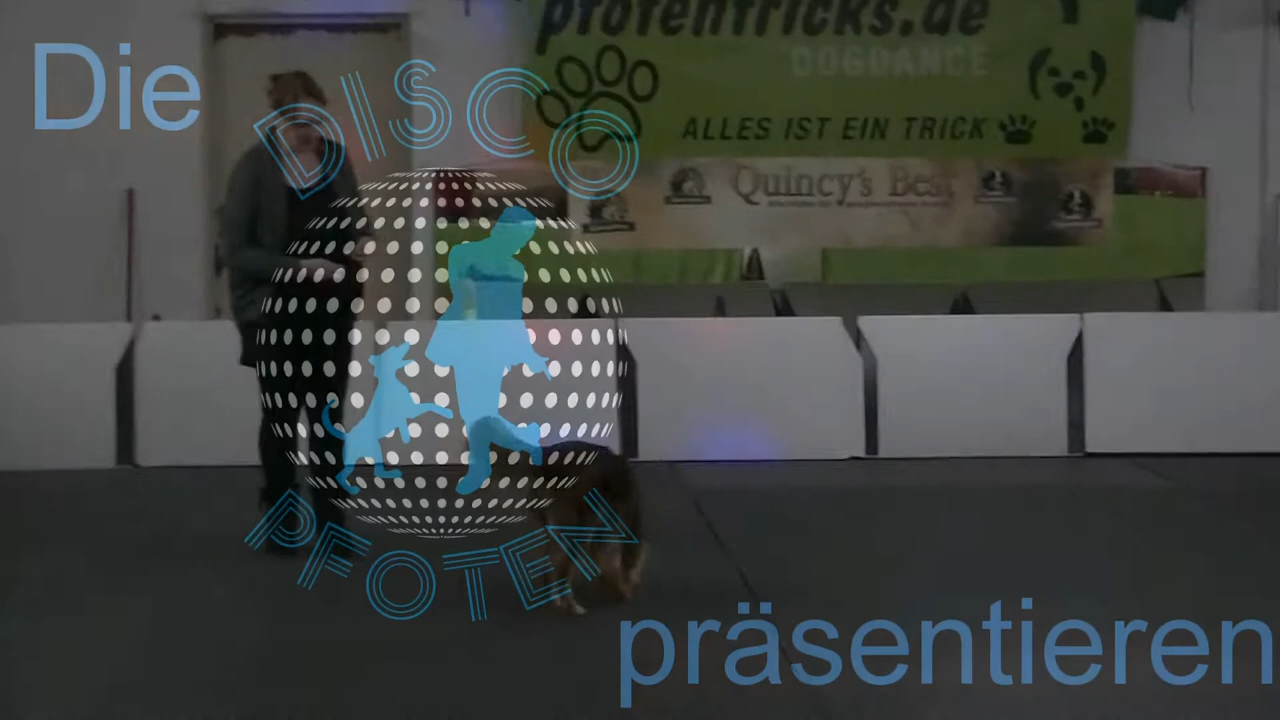 pfotentricks.de
DOGDANCE
ALLES IST EIN TRICK
Quincy's Best
Die
DISCO
PFOTEN
präsentieren